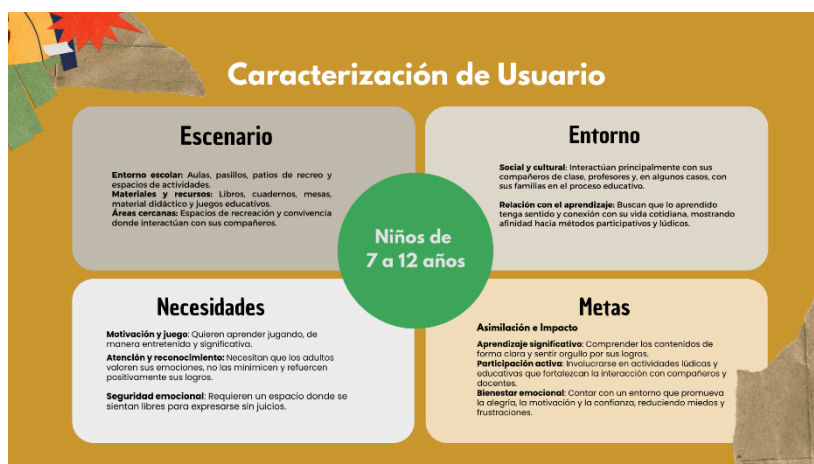 Caracterización de Usuario
Escenario
Entorno escolar: Aulas, pasillos, patios de recreo y
espacios de actividades.
Materiales y recursos: Libros, cuadernos, mesas,
material didáctico y juegos educativos.
Áreas cercanas: Espacios de recreación y convivencia
donde interactúan con sus compañeros.
Entorno
Social y cultural: Interactúan principalmente con sus
compañeros de clase, profesores y, en algunos casos, con
sus familias en el proceso educativo.
Relación con el aprendizaje: Buscan que lo aprendido
tenga sentido y conexión con su vida cotidiana, mostrando
afinidad hacia métodos participativos y lúdicos.
Niños de
7 a 12 años
Necesidades
Motivación y juego: Quieren aprender jugando, de
manera entretenida y significativa.
Atención y reconocimiento: Necesitan que los adultos
valoren sus emociones, no las minimicen y refuercen
positivamente sus logros.
Seguridad emocional: Requieren un espacio donde se
sientan libres para expresarse sin juicios.
Metas
Asimilación e Impacto
Aprendizaje significativo: Comprender los contenidos de
forma clara y sentir orgullo por sus logros.
Participación activa: Involucrarse en actividades lúdicas y
educativas que fortalezcan la interacción con compañeros y
docentes.
Bienestar emocional: Contar con un entorno que promueva
la alegría, la motivación y la confianza, reduciendo miedos y
frustraciones.